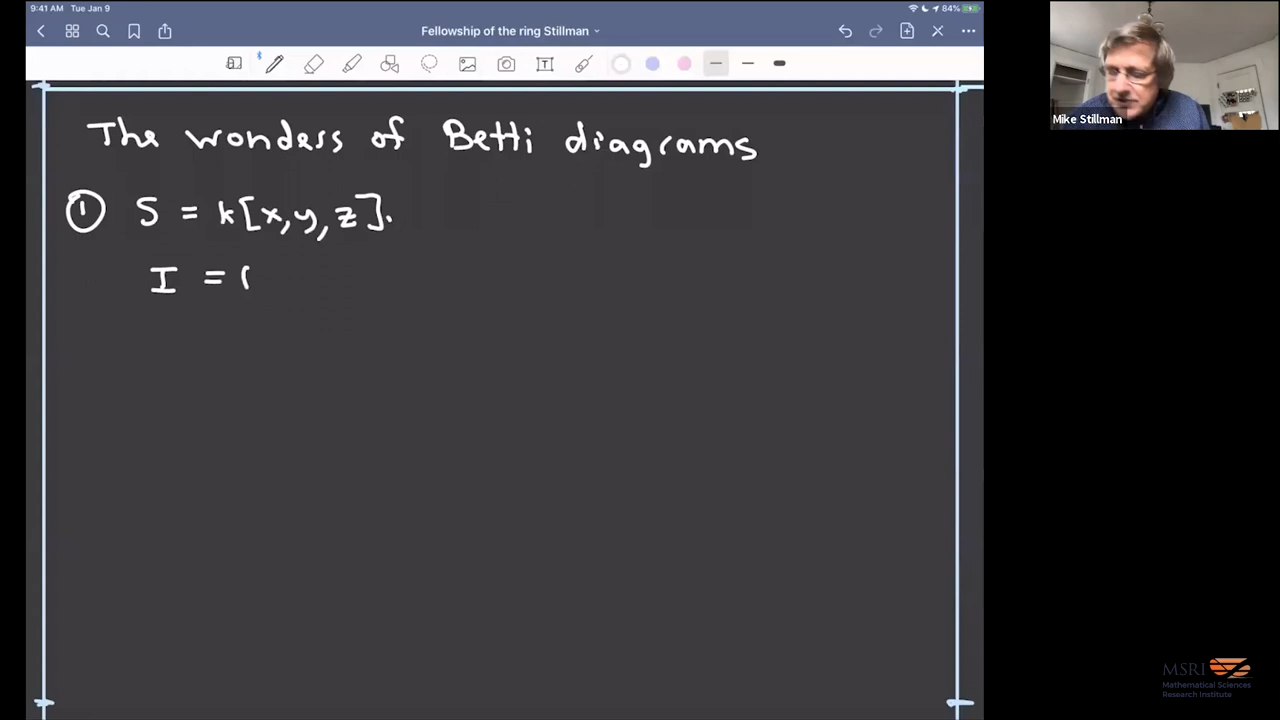 9:41 AM Tue Jan 9
84%
Fellowship of the ring Stillman
T
The wonders of Betti diagrams
① S = k[x,y,z].
I = (
Mike Stillman
MSRI
Mathematical Sciences
Research Institute